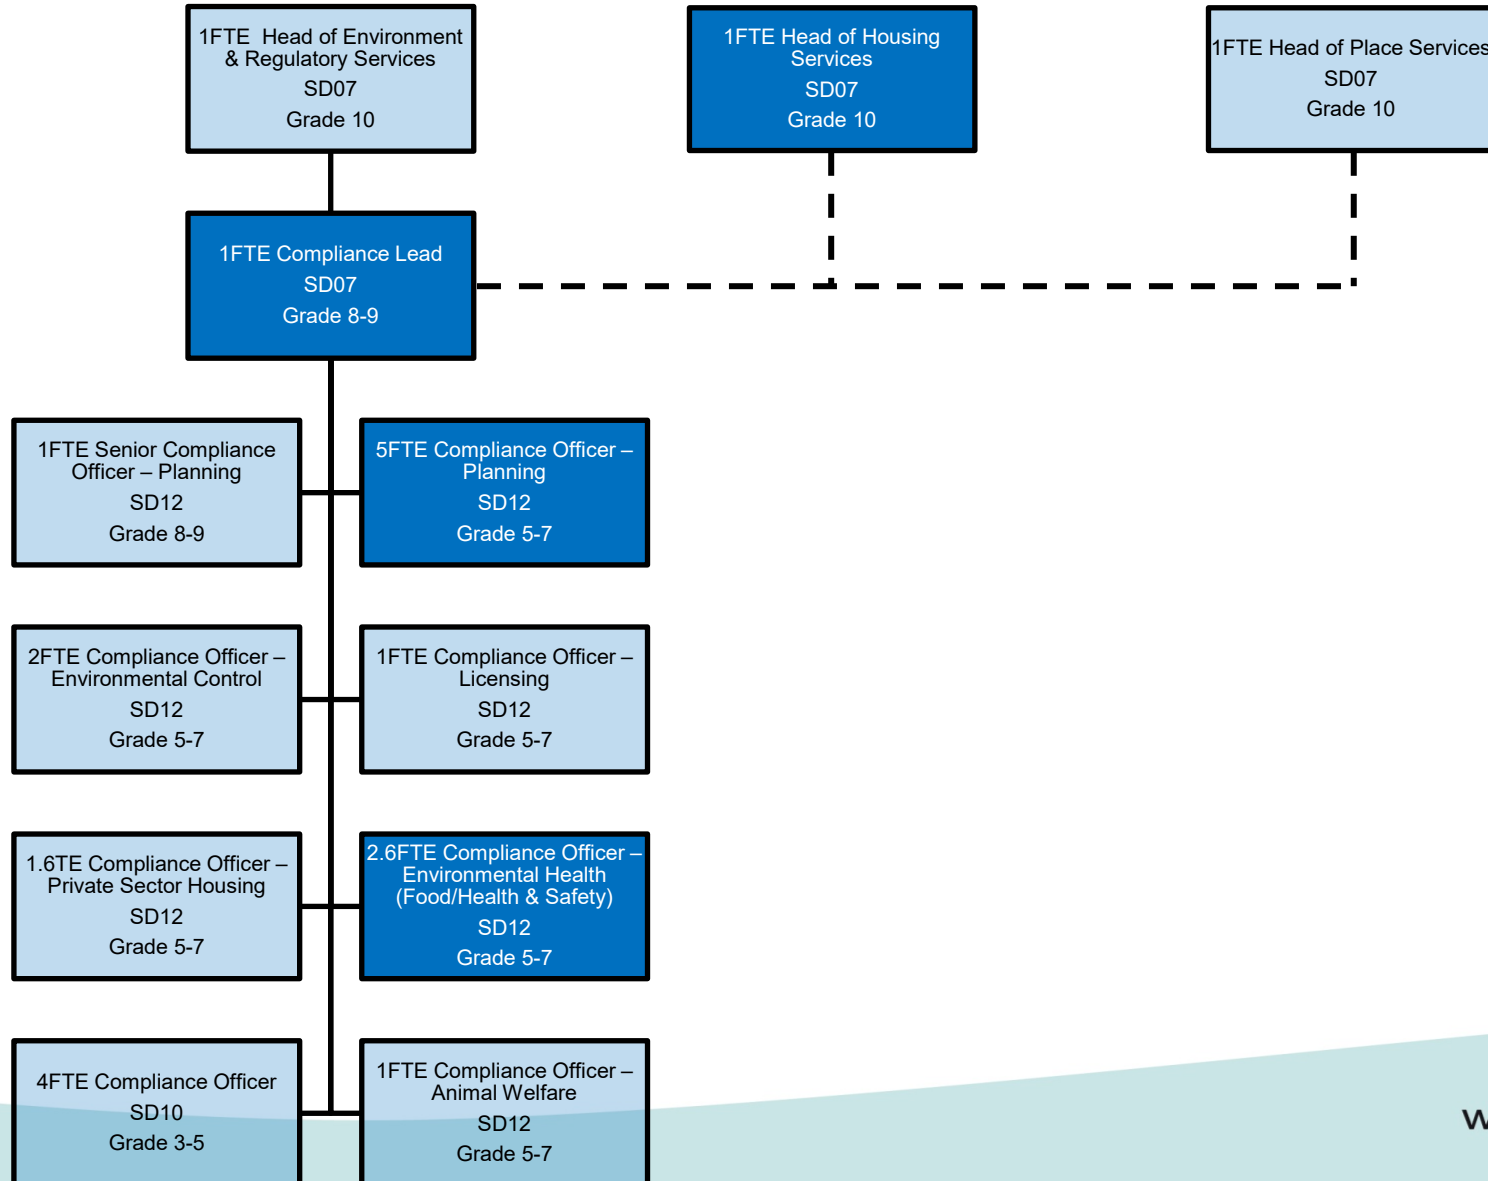 1FTE Head of Environment
& Regulatory Services
SD07
Grade 10
1FTE Head of Housing
Services
SD07
Grade 10
1FTE Head of Place Services
SD07
Grade 10
1FTE Compliance Lead
SD07
Grade 8-9
1FTE Senior Compliance
Officer – Planning
SD12
Grade 8-9
5FTE Compliance Officer –
Planning
SD12
Grade 5-7
2FTE Compliance Officer –
Environmental Control
SD12
Grade 5-7
1FTE Compliance Officer –
Licensing
SD12
Grade 5-7
1.6TE Compliance Officer –
Private Sector Housing
SD12
Grade 5-7
2.6FTE Compliance Officer –
Environmental Health
(Food/Health & Safety)
SD12
Grade 5-7
4FTE Compliance Officer
SD10
Grade 3-5
1FTE Compliance Officer –
Animal Welfare
SD12
Grade 5-7
w